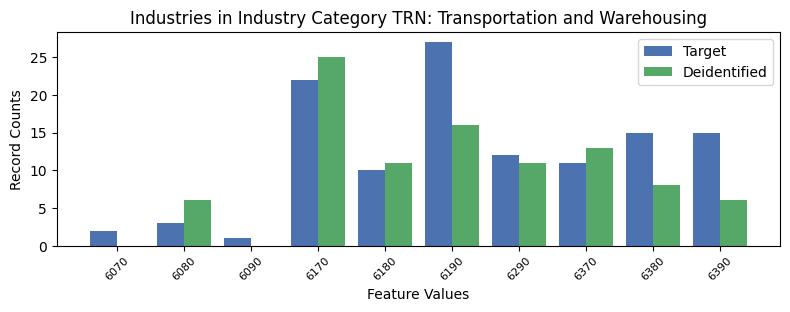 Industries in Industry Category TRN: Transportation and Warehousing
Target
Deidentified
Record Counts
25
20
15
10
5
0
6070 6080 6090 6170 6180 6190 6290 6370 6380 6390
Feature Values